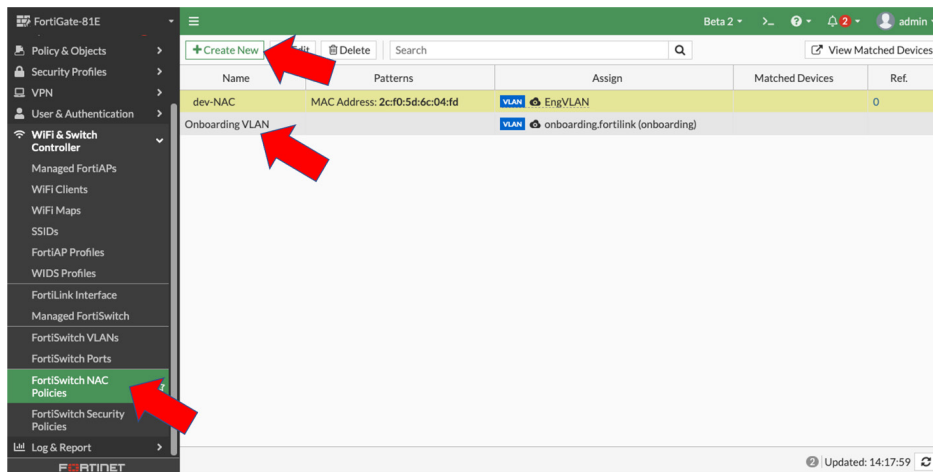 FortiGate-81E
Beta 2
>_
2
admin
Policy & Objects
Security Profiles
VPN
User & Authentication
WiFi & Switch
Controller
Managed FortiAPs
WiFi Clients
WiFi Maps
SSIDs
FortiAP Profiles
WIDS Profiles
FortiLink Interface
Managed FortiSwitch
FortiSwitch VLANs
FortiSwitch Ports
FortiSwitch NAC
Policies
FortiSwitch Security
Policies
Log & Report
FORTINET
+Create New
Delete
Search
View Matched Devices
Name Patterns Assign Matched Devices Ref.
dev-NAC MAC Address: 2c:f0:5d:6c:04:fd VLAN EngVLAN 0
Onboarding VLAN VLAN onboarding.fortilink (onboarding)
2 Updated: 14:17:59